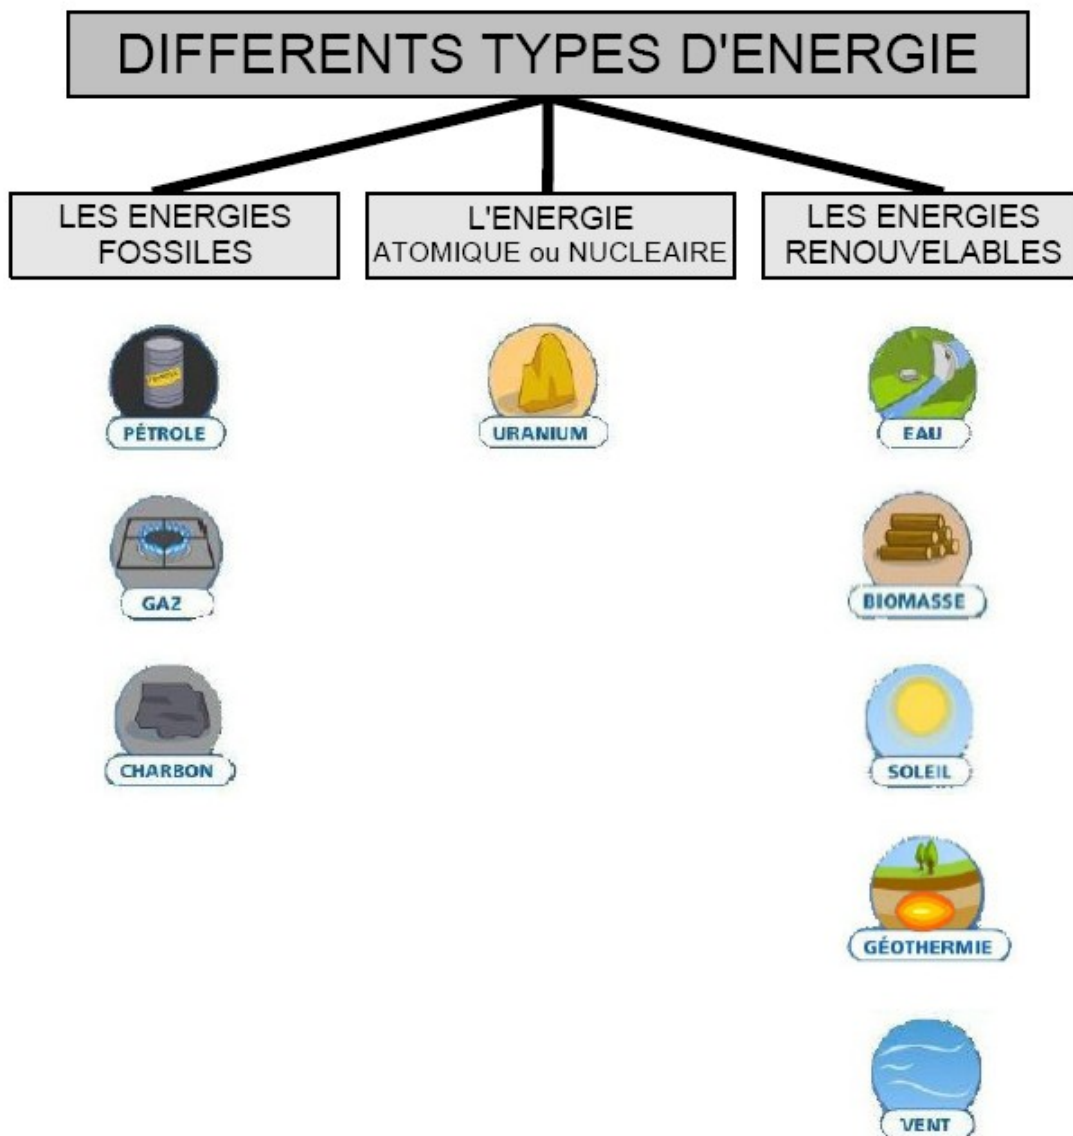 DIFFERENTS TYPES D'ENERGIE
LES ENERGIES
FOSSILES
L'ENERGIE
ATOMIQUE ou NUCLEAIRE
LES ENERGIES
RENOUVELABLES
PÉTROLE
GAZ
CHARBON
URANIUM
EAU
BIOMASSE
SOLEIL
GÉOTHERMIE
VENT